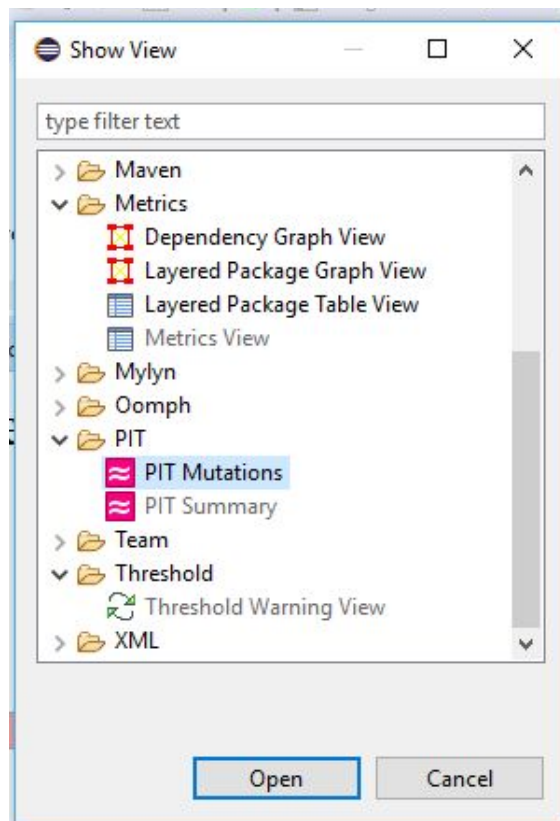 Show View
type filter text
Maven
Metrics
Dependency Graph View
Layered Package Graph View
Layered Package Table View
Metrics View
Mylyn
Oomph
PIT
PIT Mutations
PIT Summary
Team
Threshold
Threshold Warning View
XML
Open
Cancel